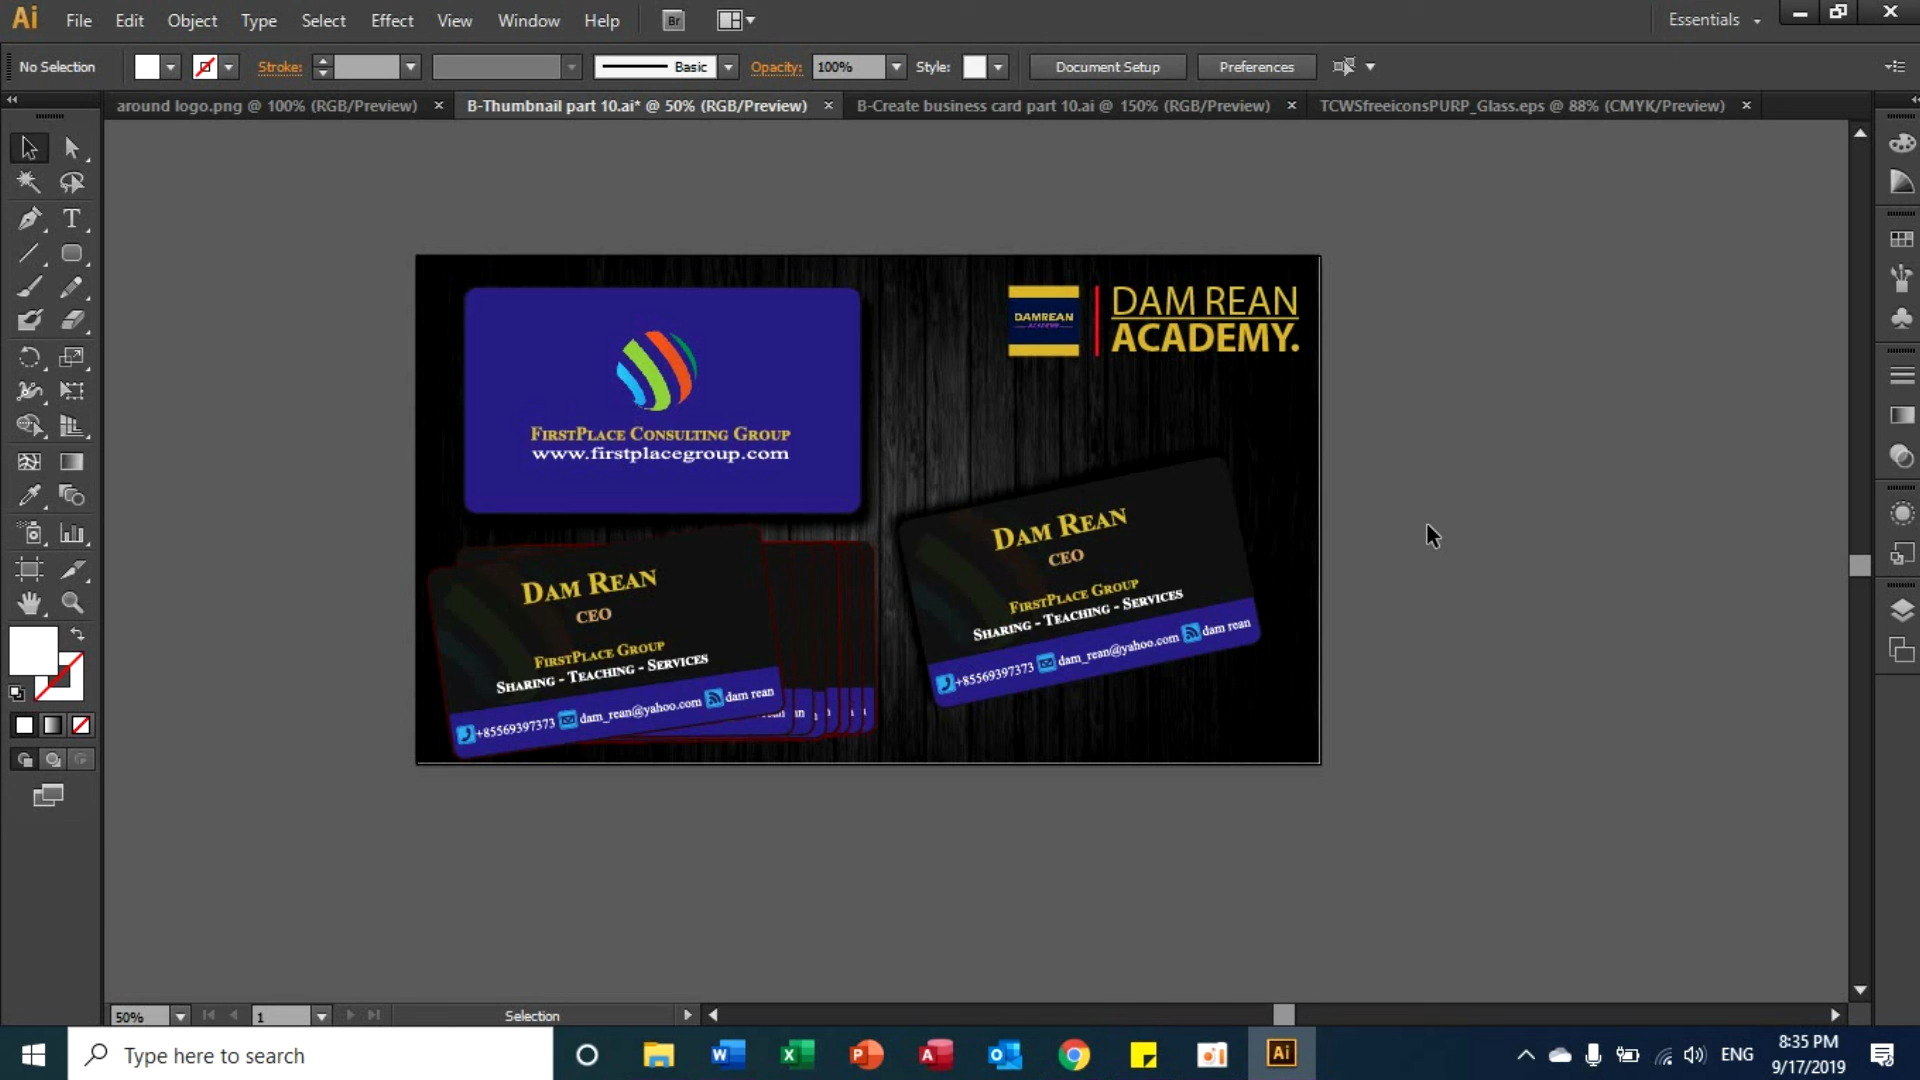 Ai File Edit Object Type Select Effect View Window Help Br Essentials
No Selection Stroke: Basic Opacity: 100% Style: Document Setup Preferences
around logo.png @ 100% (RGB/Preview) × B-Thumbnail part 10.ai* @ 50% (RGB/Preview) × B-Create business card part 10.ai @ 150% (RGB/Preview) × TCWSfreeiconsPURP_Glass.eps @ 88% (CMYK/Preview) ×
DAMREAN
ACADEMY
DAM REAN
ACADEMY.
FirstPlace Consulting Group
www.firstplacegroup.com
Dam Rean
CEO
FirstPlace Group
Sharing - Teaching - Services
+85569397373 dam_rean@yahoo.com dam rean
Dam Rean
CEO
FirstPlace Group
Sharing - Teaching - Services
+85569397373 dam_rean@yahoo.com dam rean
50% 1 Selection
Type here to search
ENG
8:35 PM
9/17/2019